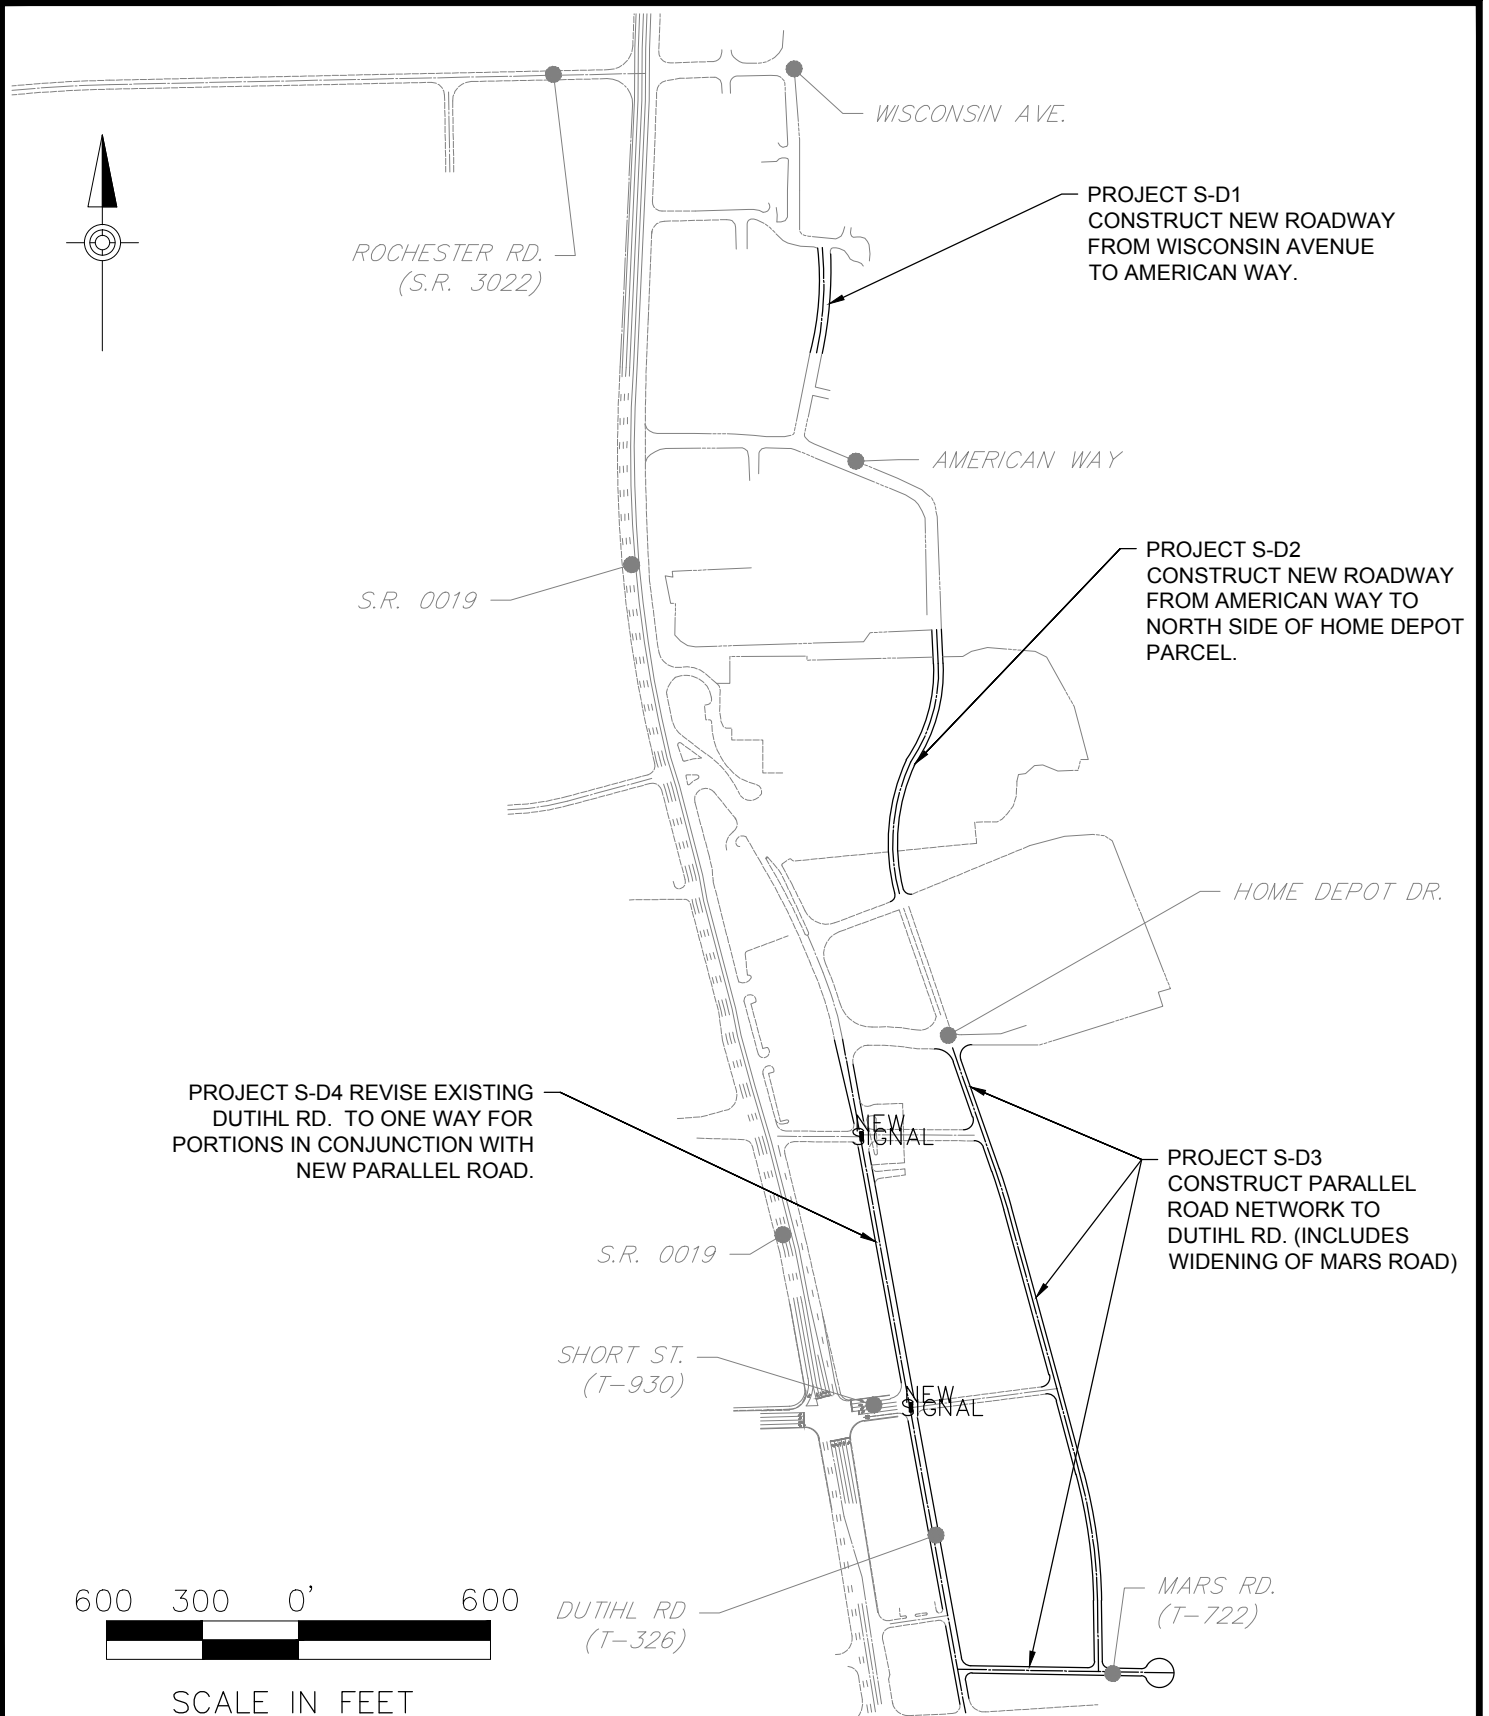 WISCONSIN AVE.
PROJECT S-D1
CONSTRUCT NEW ROADWAY
FROM WISCONSIN AVENUE
TO AMERICAN WAY.
ROCHESTER RD.
(S.R. 3022)
AMERICAN WAY
PROJECT S-D2
CONSTRUCT NEW ROADWAY
FROM AMERICAN WAY TO
NORTH SIDE OF HOME DEPOT
PARCEL.
S.R. 0019
HOME DEPOT DR.
PROJECT S-D4 REVISE EXISTING
DUTIHL RD. TO ONE WAY FOR
PORTIONS IN CONJUNCTION WITH
NEW PARALLEL ROAD.
NEW
SIGNAL
PROJECT S-D3
CONSTRUCT PARALLEL
ROAD NETWORK TO
DUTIHL RD. (INCLUDES
WIDENING OF MARS ROAD)
S.R. 0019
SHORT ST.
(T-930)
NEW
SIGNAL
DUTIHL RD
(T-326)
MARS RD.
(T-722)
600 300 0' 600
SCALE IN FEET